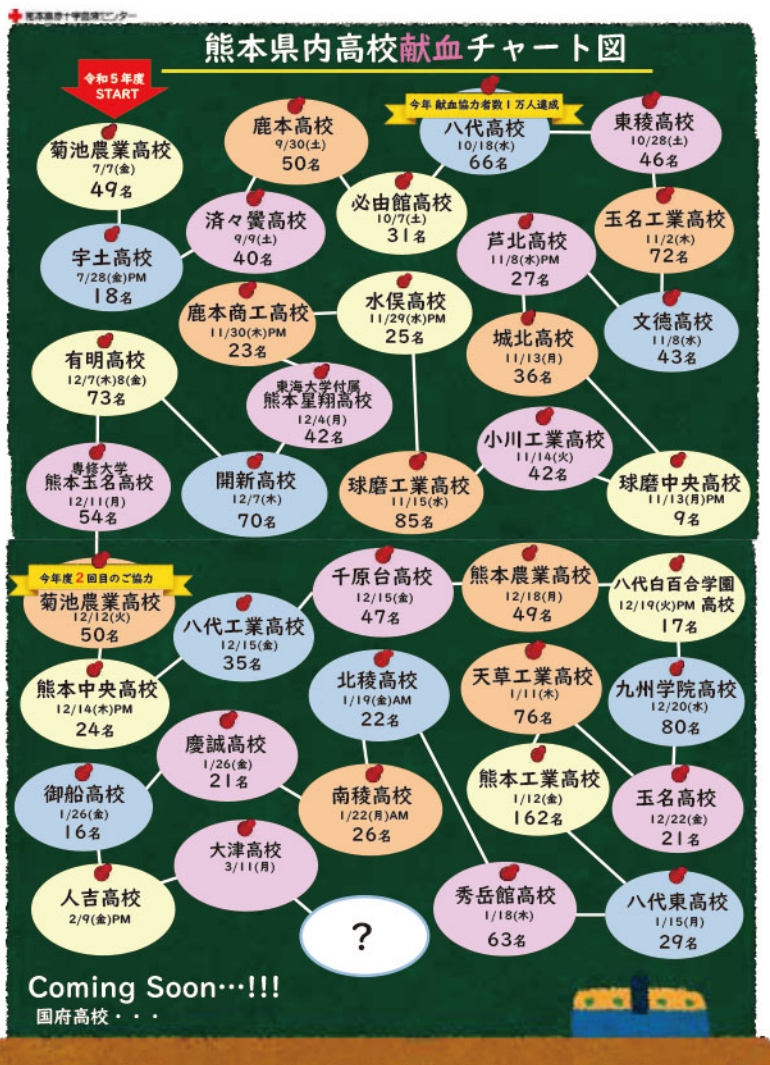 熊本県赤十字血液センター
熊本県内高校献血チャート図
令和5年度
START
菊池農業高校
7/7(金)
49名
宇土高校
7/28(金)PM
18名
済々黌高校
9/9(土)
40名
鹿本高校
9/30(土)
50名
必由館高校
10/7(土)
31名
今年 献血協力者数1万人達成
八代高校
10/18(水)
66名
東稜高校
10/28(土)
46名
玉名工業高校
11/2(木)
72名
文徳高校
11/8(水)
43名
芦北高校
11/8(水)PM
27名
城北高校
11/13(月)
36名
球磨中央高校
11/13(月)PM
9名
小川工業高校
11/14(火)
42名
球磨工業高校
11/15(水)
85名
水俣高校
11/29(水)PM
25名
鹿本商工高校
11/30(木)PM
23名
東海大学付属
熊本星翔高校
12/4(月)
42名
開新高校
12/7(木)
70名
有明高校
12/7(木)8(金)
73名
専修大学
熊本玉名高校
12/11(月)
54名
今年度2回目のご協力
菊池農業高校
12/12(火)
50名
熊本中央高校
12/14(木)PM
24名
八代工業高校
12/15(金)
35名
千原台高校
12/15(金)
47名
熊本農業高校
12/18(月)
49名
八代白百合学園
12/19(火)PM 高校
17名
九州学院高校
12/20(水)
80名
玉名高校
12/22(金)
21名
天草工業高校
1/11(木)
76名
熊本工業高校
1/12(金)
162名
八代東高校
1/15(月)
29名
秀岳館高校
1/18(木)
63名
北稜高校
1/19(金)AM
22名
南稜高校
1/22(月)AM
26名
慶誠高校
1/26(金)
21名
御船高校
1/26(金)
16名
人吉高校
2/9(金)PM
大津高校
3/11(月)
?
Coming Soon…!!!
国府高校・・・